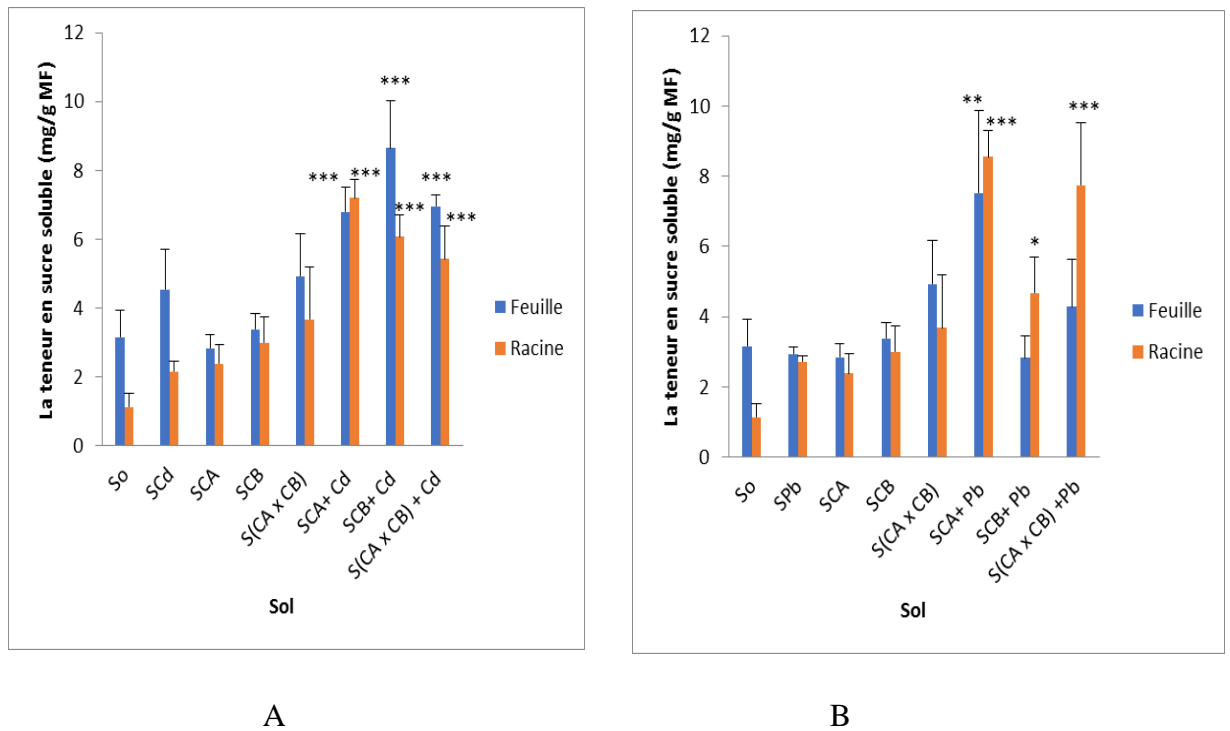 La teneur en sucre soluble (mg/g MF)
12
10
8
6
4
2
0
***
***
***
***
***
***
***
So
SCd
SCA
SCB
S(CA x CB)
SCA+ Cd
SCB+ Cd
S(CA x CB) + Cd
Sol
Feuille
Racine
A
La teneur en sucre soluble (mg/g MF)
12
10
8
6
4
2
0
**
***
*
***
So
SPb
SCA
SCB
S(CA x CB)
SCA+ Pb
SCB+ Pb
S(CA x CB) +Pb
Sol
Feuille
Racine
B